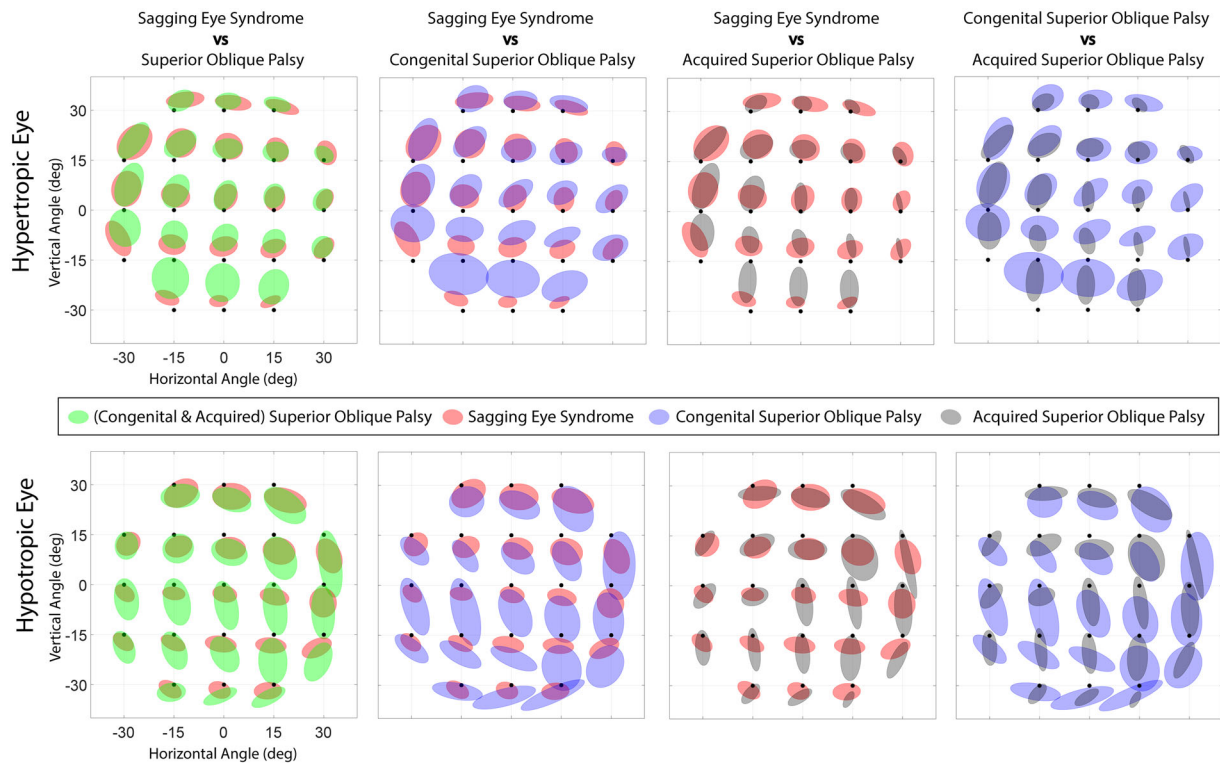 Sagging Eye Syndrome
vs
Superior Oblique Palsy
Sagging Eye Syndrome
vs
Congenital Superior Oblique Palsy
Sagging Eye Syndrome
vs
Acquired Superior Oblique Palsy
Congenital Superior Oblique Palsy
vs
Acquired Superior Oblique Palsy
Hypertropic Eye
Vertical Angle (deg)
30
15
0
-15
-30
-30 -15 0 15 30
Horizontal Angle (deg)
(Congenital & Acquired) Superior Oblique Palsy Sagging Eye Syndrome Congenital Superior Oblique Palsy Acquired Superior Oblique Palsy
Hypotropic Eye
Vertical Angle (deg)
30
15
0
-15
-30
-30 -15 0 15 30
Horizontal Angle (deg)